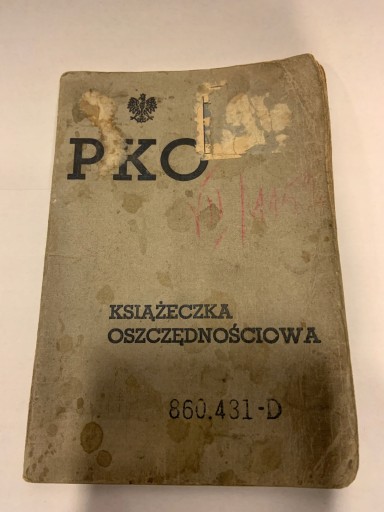 PKO
KSIĄŻECZKA
OSZCZĘDNOŚCIOWA
860.431-D